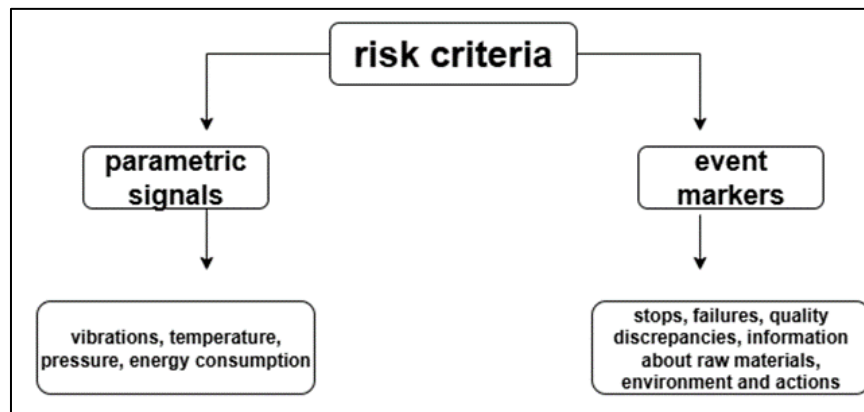 risk criteria
parametric
signals
event
markers
vibrations, temperature,
pressure, energy consumption
stops, failures, quality
discrepancies, information
about raw materials,
environment and actions